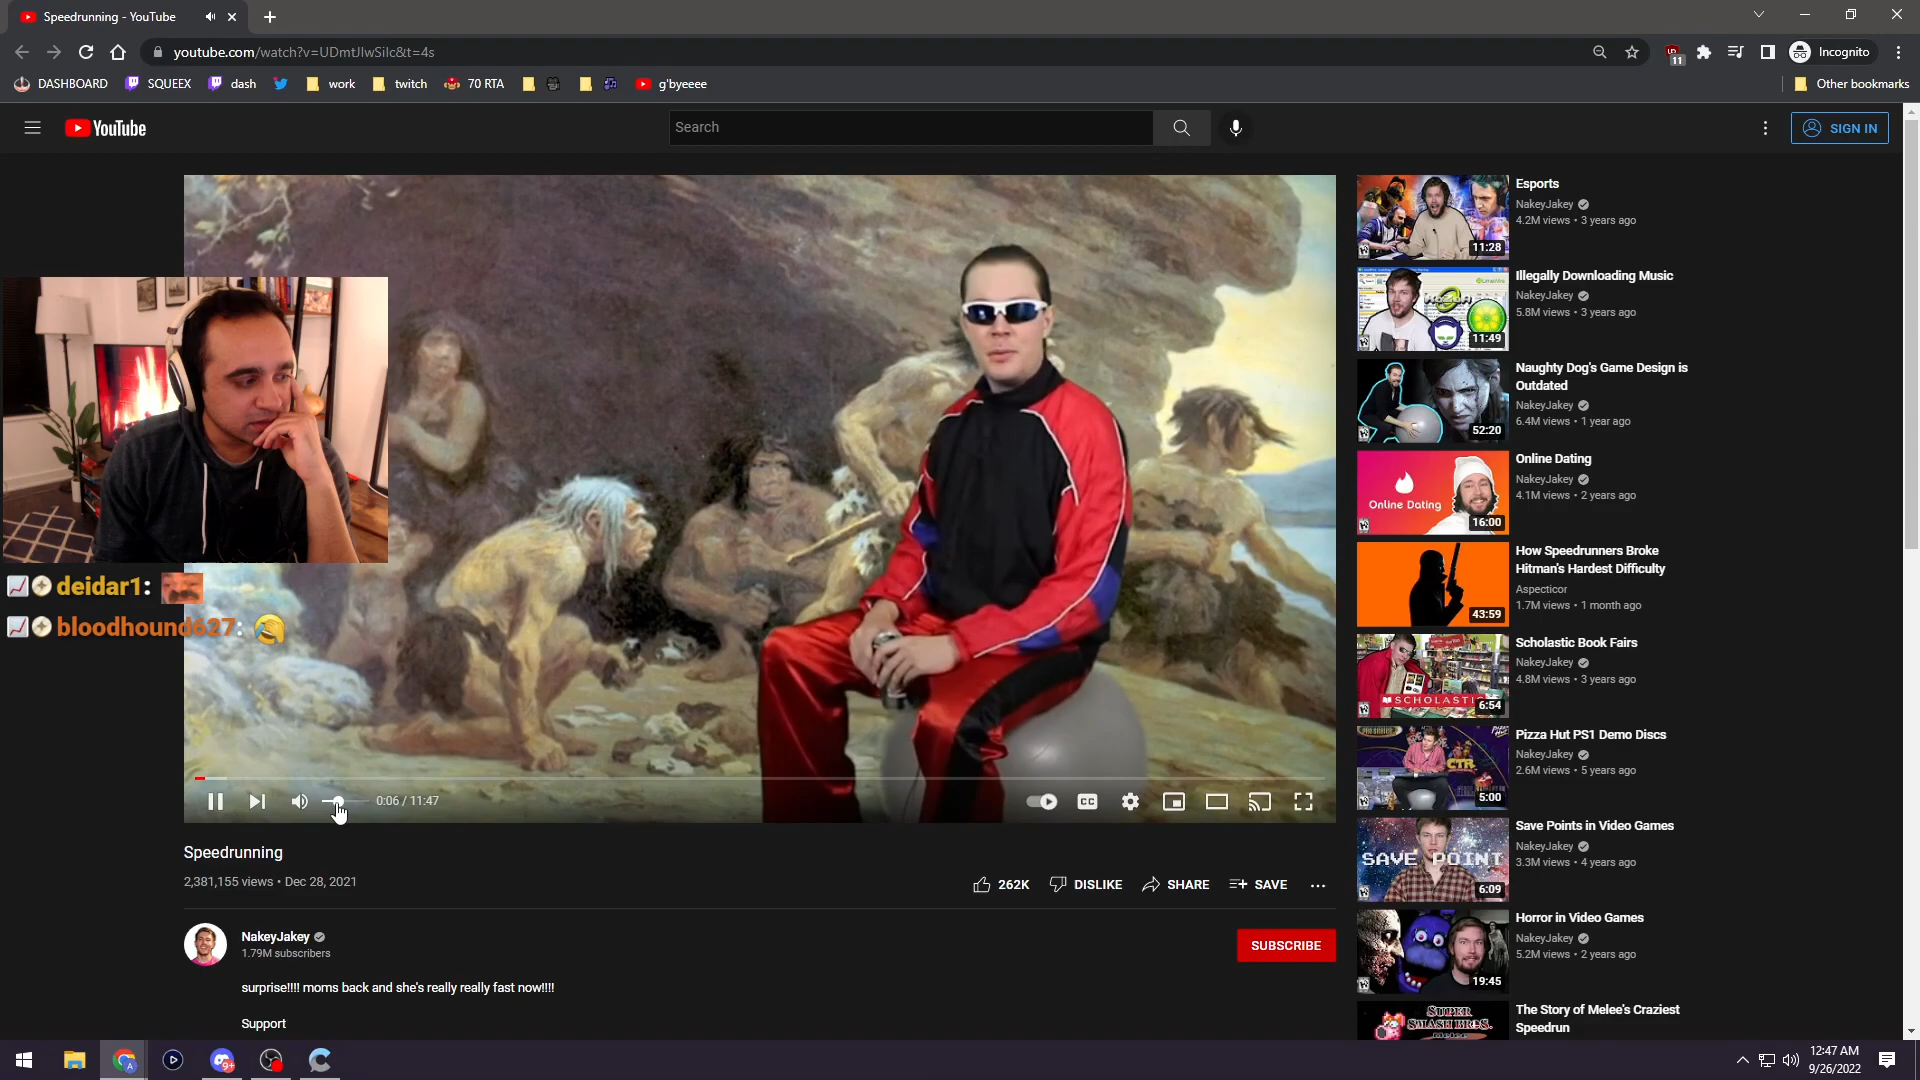 Speedrunning - YouTube
youtube.com/watch?v=UDmtJlwSilc&t=4s
11
Incognito
DASHBOARD
SQUEEX
dash
work
twitch
70 RTA
g'byeeee
Other bookmarks
YouTube
Search
SIGN IN
deidar1:
bloodhound627:
0:06 / 11:47
CC
Speedrunning
2,381,155 views • Dec 28, 2021
262K
DISLIKE
SHARE
SAVE
NakeyJakey
1.79M subscribers
SUBSCRIBE
surprise!!!! moms back and she's really really fast now!!!!
Support
11:28
Esports
NakeyJakey
4.2M views • 3 years ago
11:49
Illegally Downloading Music
NakeyJakey
5.8M views • 3 years ago
52:20
Naughty Dog's Game Design is
Outdated
NakeyJakey
6.4M views • 1 year ago
Online Dating
16:00
Online Dating
NakeyJakey
4.1M views • 2 years ago
43:59
How Speedrunners Broke
Hitman's Hardest Difficulty
Aspecticor
1.7M views • 1 month ago
SCHOLASTIC
6:54
Scholastic Book Fairs
NakeyJakey
4.8M views • 3 years ago
CTR
5:00
Pizza Hut PS1 Demo Discs
NakeyJakey
2.6M views • 5 years ago
SAVE POINT
6:09
Save Points in Video Games
NakeyJakey
3.3M views • 4 years ago
19:45
Horror in Video Games
NakeyJakey
5.2M views • 2 years ago
SUPER
SMASH BROS.
The Story of Melee's Craziest
Speedrun
9+
12:47 AM
9/26/2022